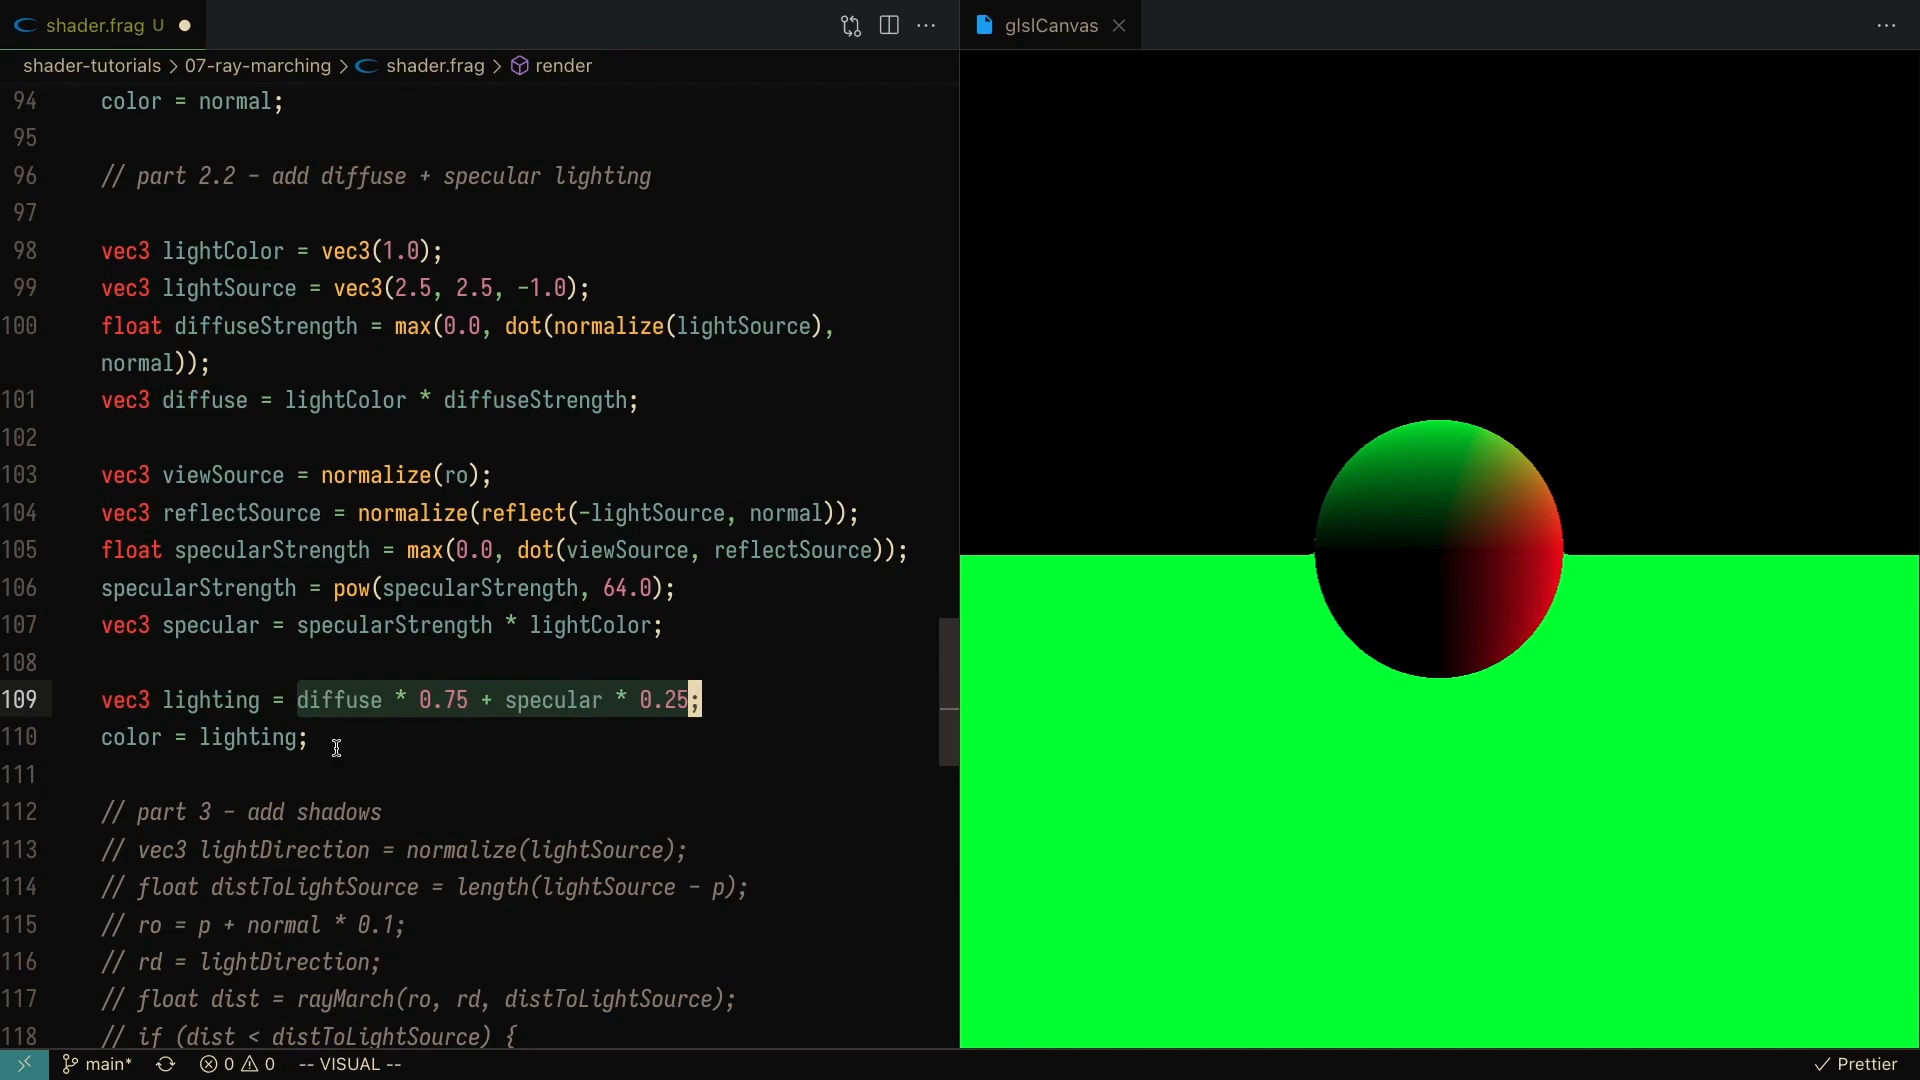 shader.frag U
glslCanvas
shader-tutorials > 07-ray-marching > shader.frag > render
94 color = normal;
95
96 // part 2.2 - add diffuse + specular lighting
97
98 vec3 lightColor = vec3(1.0);
99 vec3 lightSource = vec3(2.5, 2.5, -1.0);
100 float diffuseStrength = max(0.0, dot(normalize(lightSource),
normal));
101 vec3 diffuse = lightColor * diffuseStrength;
102
103 vec3 viewSource = normalize(ro);
104 vec3 reflectSource = normalize(reflect(-lightSource, normal));
105 float specularStrength = max(0.0, dot(viewSource, reflectSource));
106 specularStrength = pow(specularStrength, 64.0);
107 vec3 specular = specularStrength * lightColor;
108
109 vec3 lighting = diffuse * 0.75 + specular * 0.25;
110 color = lighting;
111
112 // part 3 - add shadows
113 // vec3 lightDirection = normalize(lightSource);
114 // float distToLightSource = length(lightSource - p);
115 // ro = p + normal * 0.1;
116 // rd = lightDirection;
117 // float dist = rayMarch(ro, rd, distToLightSource);
118 // if (dist < distToLightSource) {
main* 0 0 -- VISUAL -- Prettier